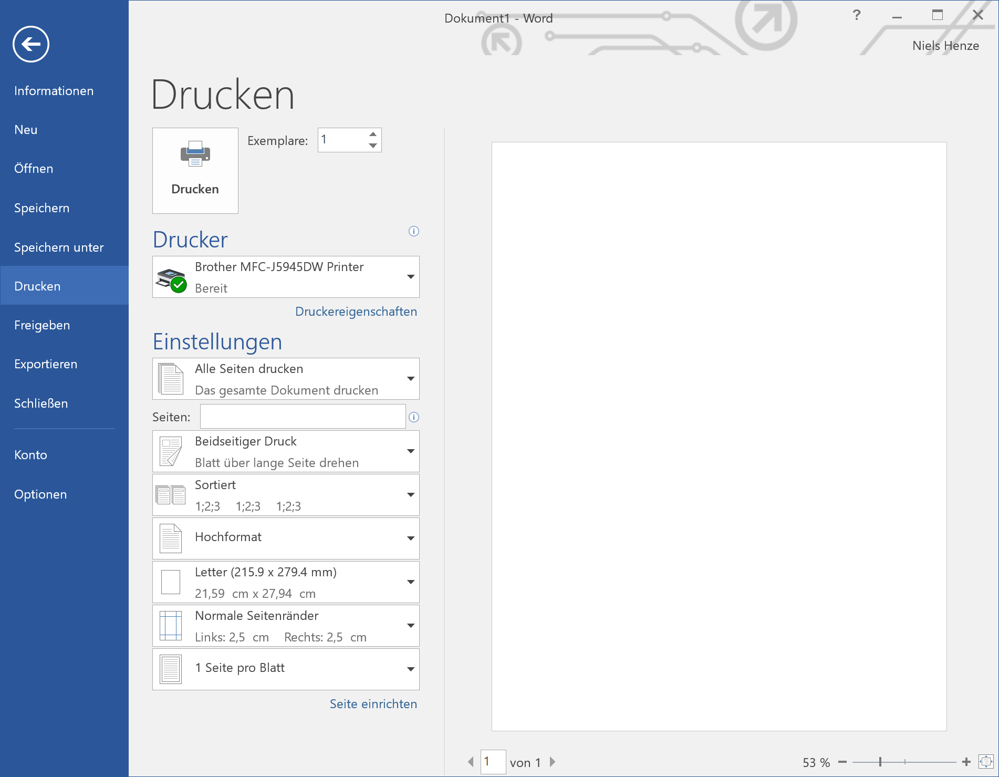 Dokument1 - Word
?
Niels Henze
Informationen
Neu
Öffnen
Speichern
Speichern unter
Drucken
Freigeben
Exportieren
Schließen
Konto
Optionen
Drucken
Drucken
Exemplare: 1
Drucker
Brother MFC-J5945DW Printer
Bereit
Druckereigenschaften
Einstellungen
Alle Seiten drucken
Das gesamte Dokument drucken
Seiten:
Beidseitiger Druck
Blatt über lange Seite drehen
Sortiert
1;2;3 1;2;3 1;2;3
Hochformat
Letter (215.9 x 279.4 mm)
21,59 cm x 27,94 cm
Normale Seitenränder
Links: 2,5 cm Rechts: 2,5 cm
1 Seite pro Blatt
Seite einrichten
1 von 1
53 %